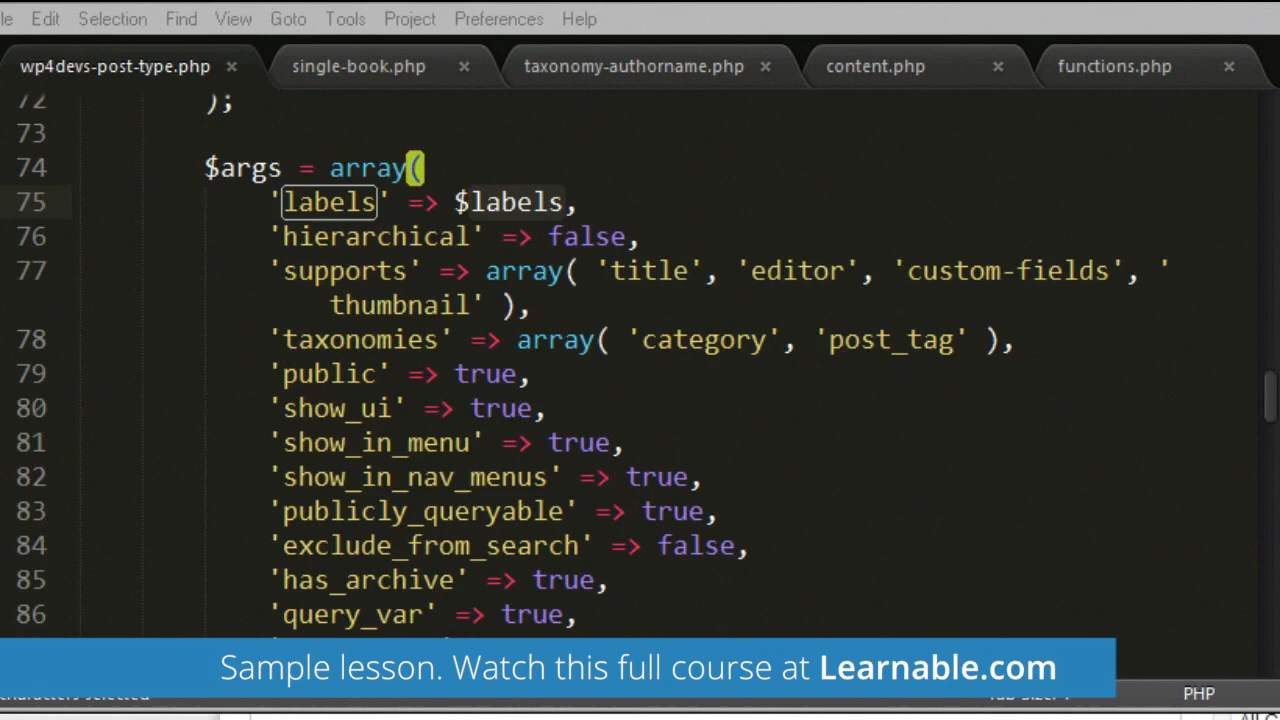 le Edit Selection Find View Goto Tools Project Preferences Help
wp4devs-post-type.php × single-book.php × taxonomy-authorname.php × content.php × functions.php ×
72 );
73
74 $args = array(
75 'labels' => $labels,
76 'hierarchical' => false,
77 'supports' => array( 'title', 'editor', 'custom-fields', '
thumbnail' ),
78 'taxonomies' => array( 'category', 'post_tag' ),
79 'public' => true,
80 'show_ui' => true,
81 'show_in_menu' => true,
82 'show_in_nav_menus' => true,
83 'publicly_queryable' => true,
84 'exclude_from_search' => false,
85 'has_archive' => true,
86 'query_var' => true,
Sample lesson. Watch this full course at Learnable.com
PHP